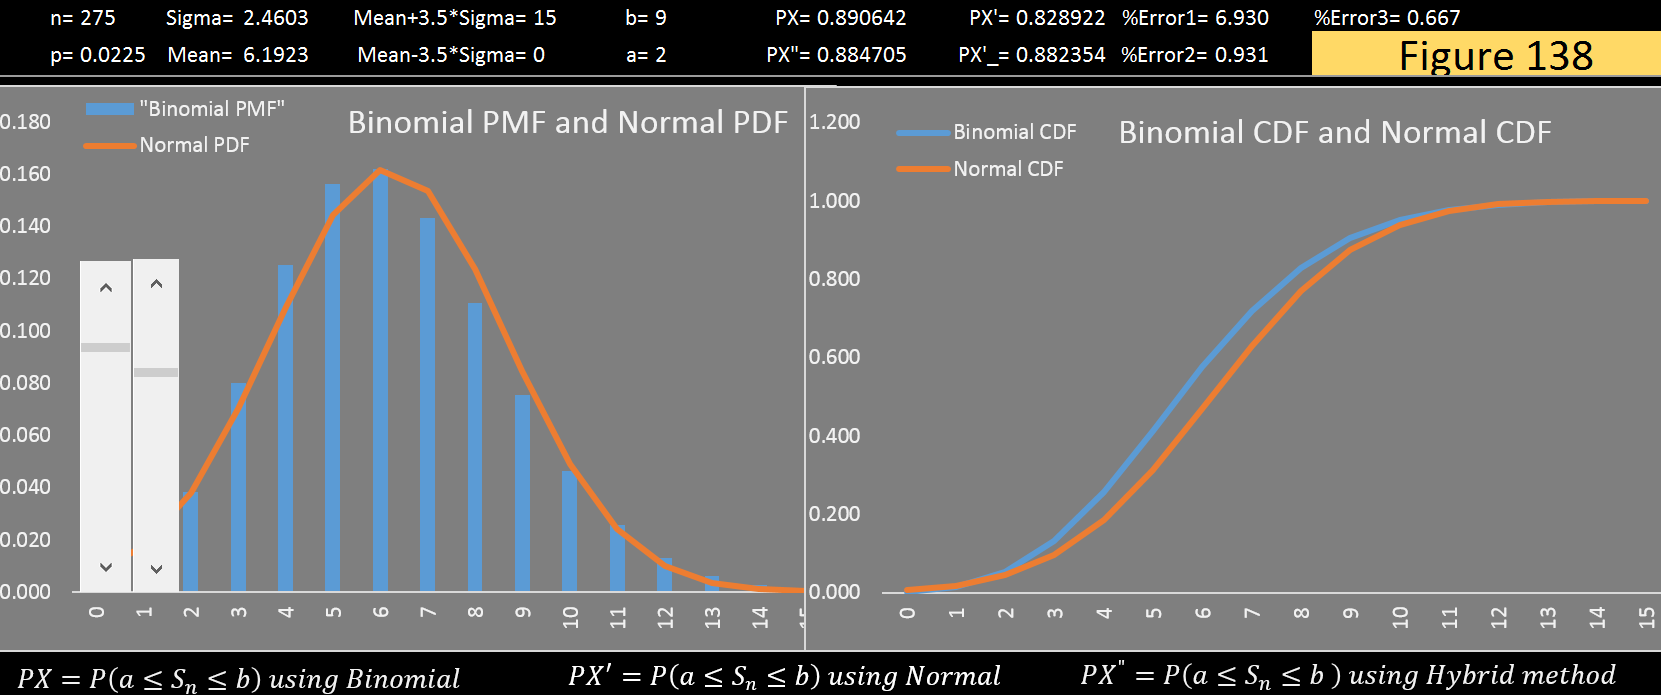 n= 275 Sigma= 2.4603 Mean+3.5*Sigma= 15 b= 9 PX= 0.890642 PX'= 0.828922 %Error1= 6.930 %Error3= 0.667
p= 0.0225 Mean= 6.1923 Mean-3.5*Sigma= 0 a= 2 PX"= 0.884705 PX'_= 0.882354 %Error2= 0.931 Figure 138
Binomial PMF and Normal PDF
"Binomial PMF"
Normal PDF
0.180
0.160
0.140
0.120
0.100
0.080
0.060
0.040
0.020
0.000
0 1 2 3 4 5 6 7 8 9 10 11 12 13 14
Binomial CDF and Normal CDF
Binomial CDF
Normal CDF
1.200
1.000
0.800
0.600
0.400
0.200
0.000
0 1 2 3 4 5 6 7 8 9 10 11 12 13 14 15
PX = P(a ≤ Sₙ ≤ b) using Binomial PX′ = P(a ≤ Sₙ ≤ b) using Normal PX" = P(a ≤ Sₙ ≤ b ) using Hybrid method